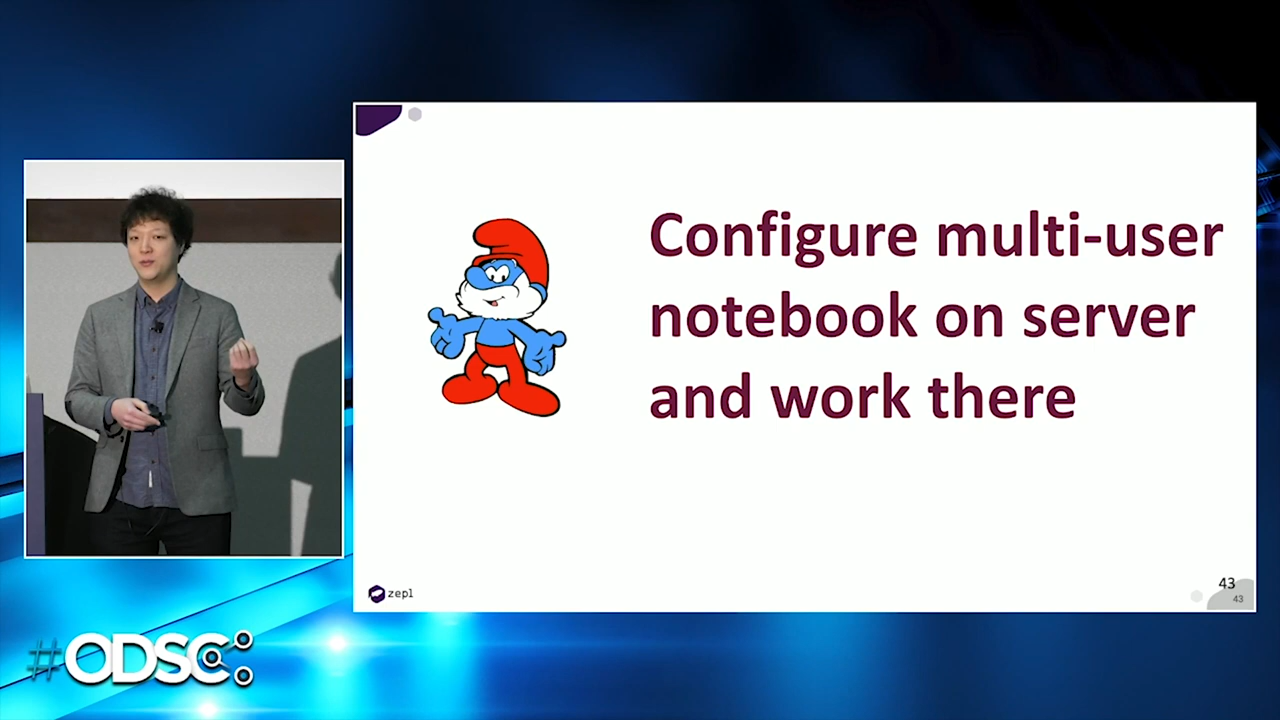 Configure multi-user
notebook on server
and work there
zepl
43
43
#ODSC